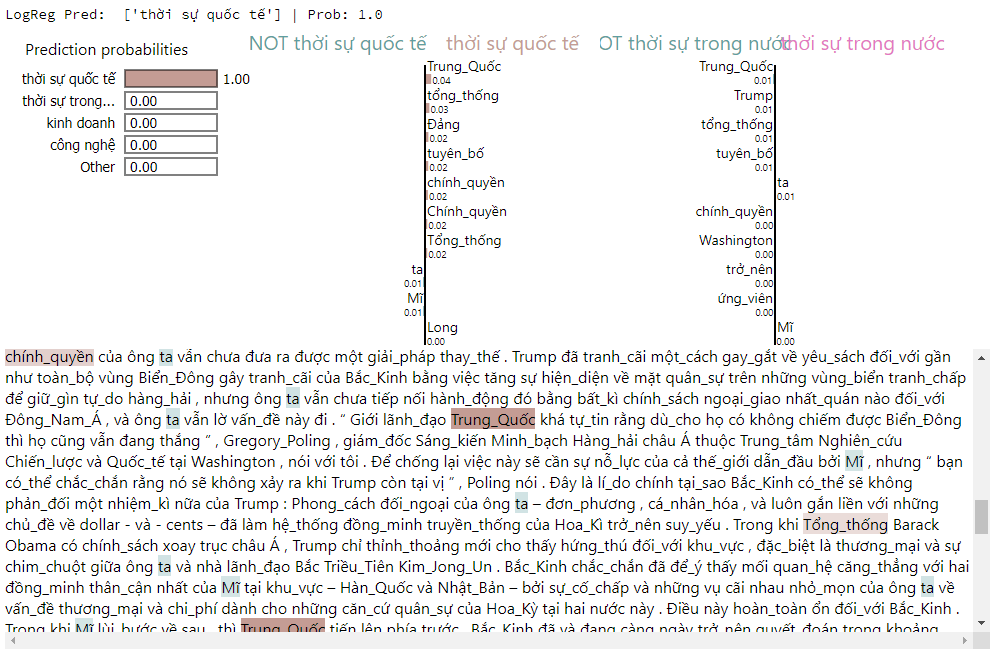 LogReg Pred:  ['thời sự quốc tế'] | Prob: 1.0
Prediction probabilities
thời sự quốc tế 1.00
thời sự trong... 0.00
kinh doanh 0.00
công nghệ 0.00
Other 0.00
NOT thời sự quốc tế thời sự quốc tế
Trung_Quốc
0.04
tổng_thống
0.03
Đảng
0.02
tuyên_bố
0.02
chính_quyền
0.02
Chính_quyền
0.02
Tổng_thống
0.02
ta
0.01
Mĩ
0.01
Long
0.00
OT thời sự trong nước thời sự trong nước
Trung_Quốc
0.01
Trump
0.01
tổng_thống
0.01
tuyên_bố
0.01
ta
0.01
chính_quyền
0.00
Washington
0.00
trở_nên
0.00
ứng_viên
0.00
Mĩ
0.00
chính_quyền của ông ta vẫn chưa đưa ra được một giải_pháp thay_thế . Trump đã tranh_cãi một_cách gay_gắt về yêu_sách đối_với gần
như toàn_bộ vùng Biển_Đông gây tranh_cãi của Bắc_Kinh bằng việc tăng sự hiện_diện về mặt quân_sự trên những vùng_biển tranh_chấp
để giữ_gìn tự_do hàng_hải , nhưng ông ta vẫn chưa tiếp nối hành_động đó bằng bất_kì chính_sách ngoại_giao nhất_quán nào đối_với
Đông_Nam_Á , và ông ta vẫn lờ vấn_đề này đi . “ Giới lãnh_đạo Trung_Quốc khá tự_tin rằng dù_cho họ có không chiếm được Biển_Đông
thì họ cũng vẫn đang thắng ” , Gregory_Poling , giám_đốc Sáng_kiến Minh_bạch Hàng_hải châu Á thuộc Trung_tâm Nghiên_cứu
Chiến_lược và Quốc_tế tại Washington , nói với tôi . Để chống lại việc này sẽ cần sự nỗ_lực của cả thế_giới dẫn_đầu bởi Mĩ , nhưng “ bạn
có_thể chắc_chắn rằng nó sẽ không xảy ra khi Trump còn tại vị ” , Poling nói . Đây là lí_do chính tại_sao Bắc_Kinh có_thể sẽ không
phản_đối một nhiệm_kì nữa của Trump : Phong_cách đối_ngoại của ông ta – đơn_phương , cá_nhân_hóa , và luôn gắn liền với những
chủ_đề về dollar - và - cents – đã làm hệ_thống đồng_minh truyền_thống của Hoa_Kì trở_nên suy_yếu . Trong khi Tổng_thống Barack
Obama có chính_sách xoay trục châu Á , Trump chỉ thỉnh_thoảng mới cho thấy hứng_thú đối_với khu_vực , đặc_biệt là thương_mại và sự
chim_chuột giữa ông ta và nhà lãnh_đạo Bắc Triều_Tiên Kim_Jong_Un . Bắc_Kinh chắc_chắn đã để_ý thấy mối quan_hệ căng_thẳng với hai
đồng_minh thân_cận nhất của Mĩ tại khu_vực – Hàn_Quốc và Nhật_Bản – bởi sự_cố_chấp và những vụ cãi nhau nhỏ_mọn của ông ta về
vấn_đề thương_mại và chi_phí dành cho những căn_cứ quân_sự của Hoa_Kỳ tại hai nước này . Điều này hoàn_toàn ổn đối_với Bắc_Kinh .
Trong khi Mĩ lùi_bước về sau , thì Trung_Quốc tiến lên phía trước . Bắc_Kinh đã và đang càng ngày trở_nên quyết_đoán trong khoảng